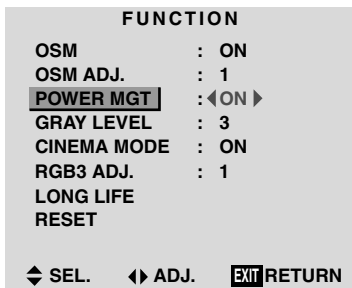 FUNCTION
OSM : ON
OSM ADJ. : 1
POWER MGT : ON
GRAY LEVEL : 3
CINEMA MODE : ON
RGB3 ADJ. : 1
LONG LIFE
RESET
SEL. ADJ. EXIT RETURN